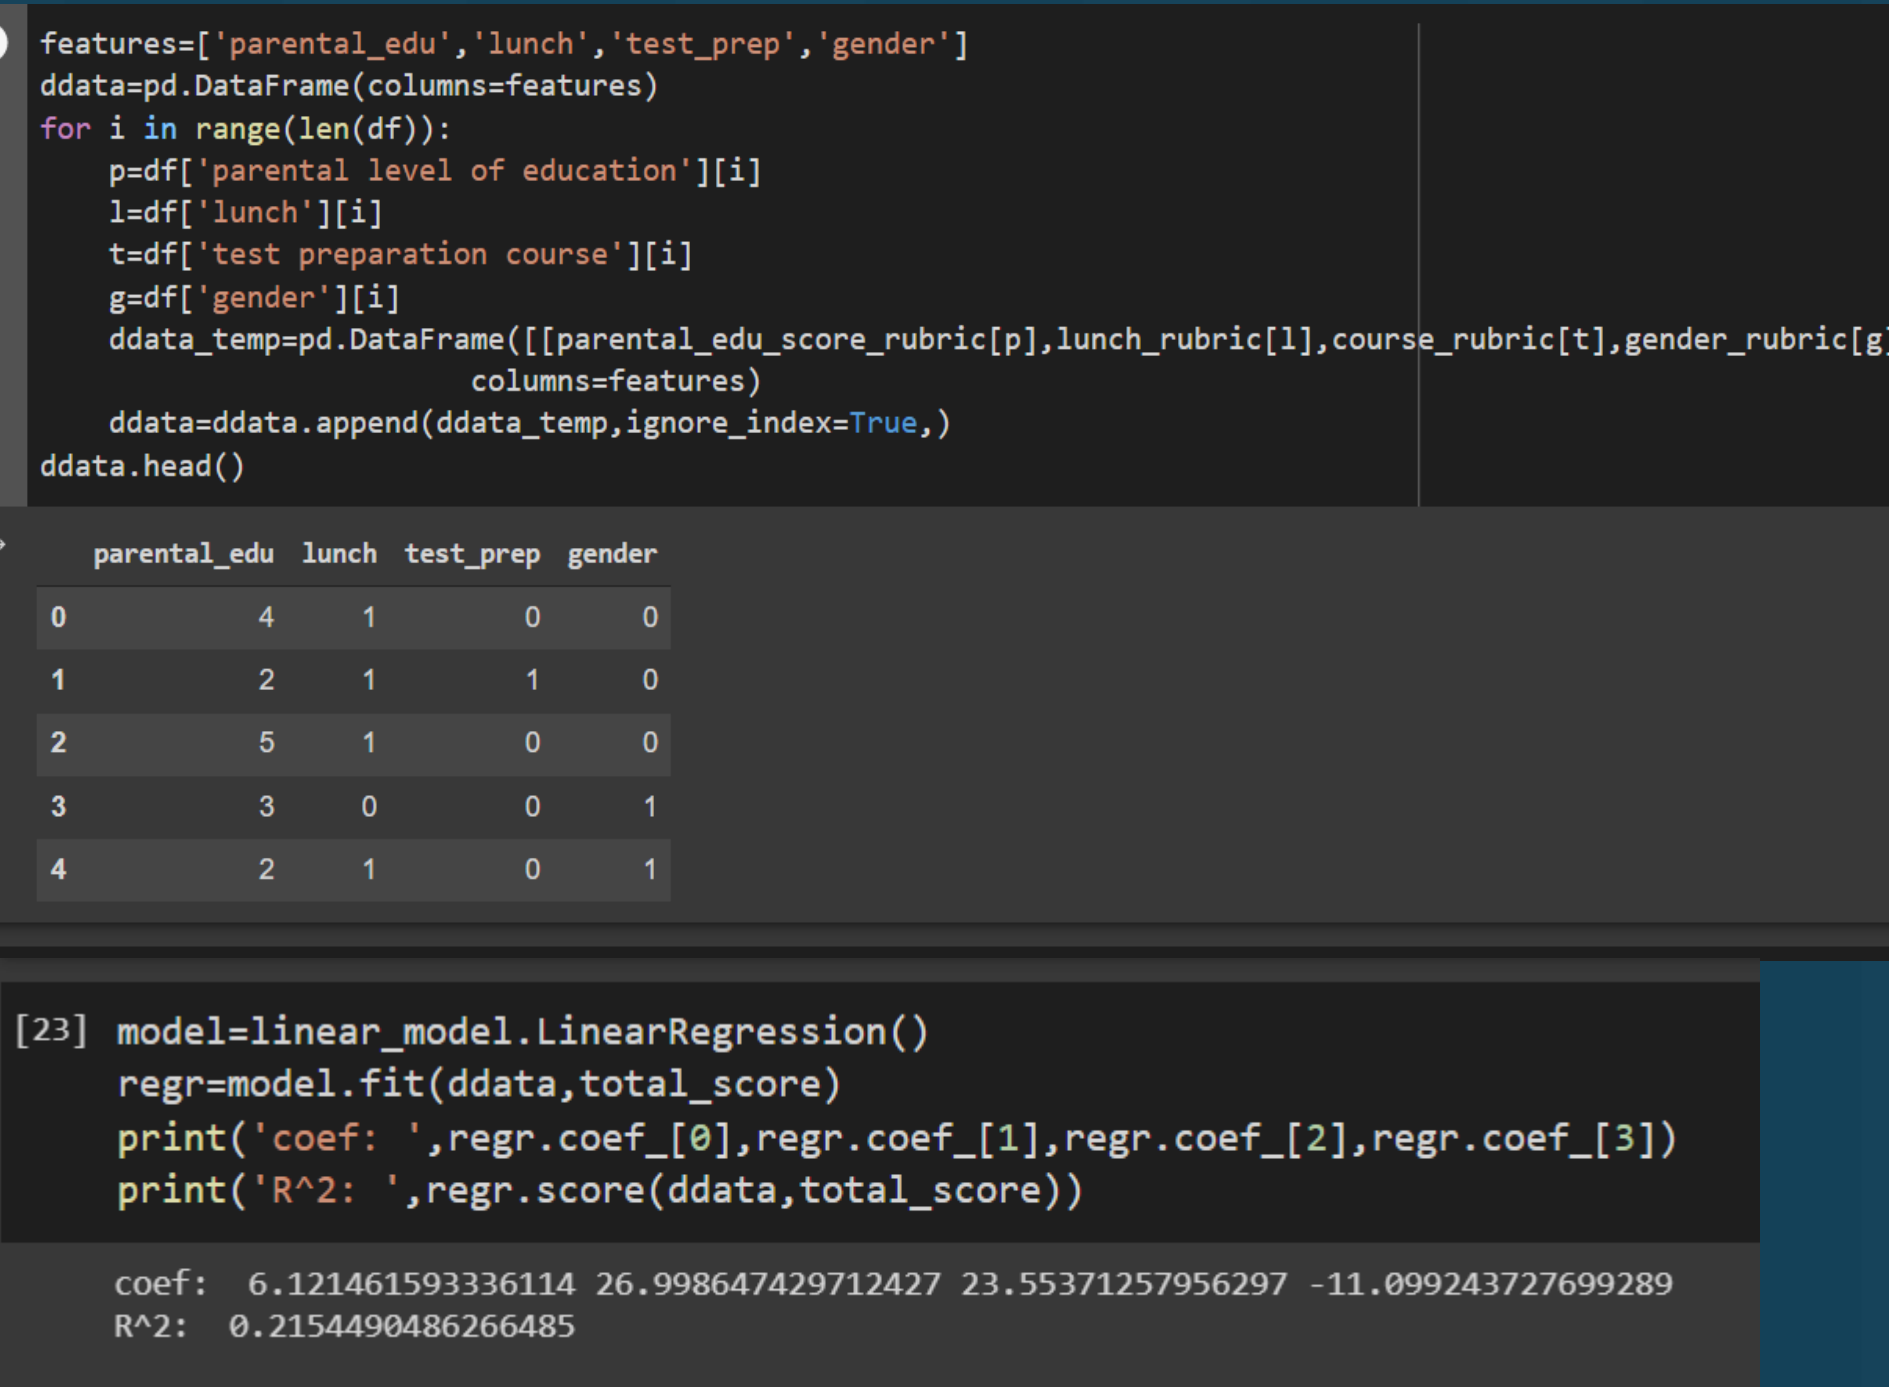 features=['parental_edu','lunch','test_prep','gender']
ddata=pd.DataFrame(columns=features)
for i in range(len(df)):
    p=df['parental level of education'][i]
    l=df['lunch'][i]
    t=df['test preparation course'][i]
    g=df['gender'][i]
    ddata_temp=pd.DataFrame([[parental_edu_score_rubric[p],lunch_rubric[l],course_rubric[t],gender_rubric[g]
                         columns=features)
    ddata=ddata.append(ddata_temp,ignore_index=True,)
ddata.head()
parental_edu lunch test_prep gender
0 4 1 0 0
1 2 1 1 0
2 5 1 0 0
3 3 0 0 1
4 2 1 0 1
[23] model=linear_model.LinearRegression()
regr=model.fit(ddata,total_score)
print('coef: ',regr.coef_[0],regr.coef_[1],regr.coef_[2],regr.coef_[3])
print('R^2: ',regr.score(ddata,total_score))
coef:  6.121461593336114 26.998647429712427 23.55371257956297 -11.099243727699289
R^2:  0.2154490486266485